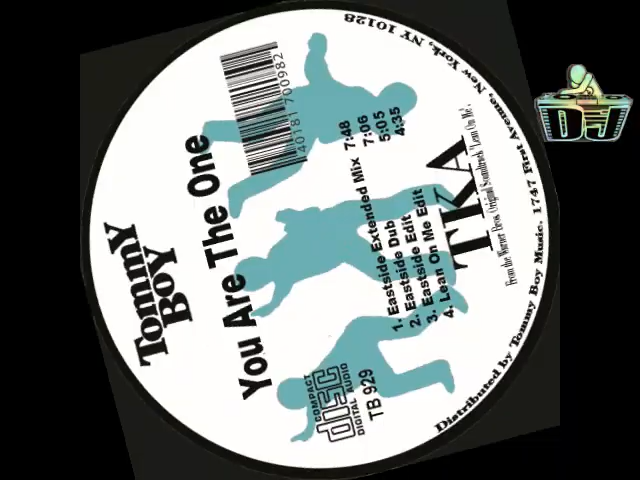 Tommy
Boy
You Are The One
40181 700982
1. Eastside Extended Mix 7:48
2. Eastside Dub 7:06
3. Eastside Edit 5:05
4. Lean On Me Edit 4:35
TKA
From the Warner Bros. Original Soundtrack "Lean On Me".
COMPACT
disc
DIGITAL AUDIO
TB 929
Distributed by Tommy Boy Music. 1747 First Avenue, New York, NY 10128
DJ